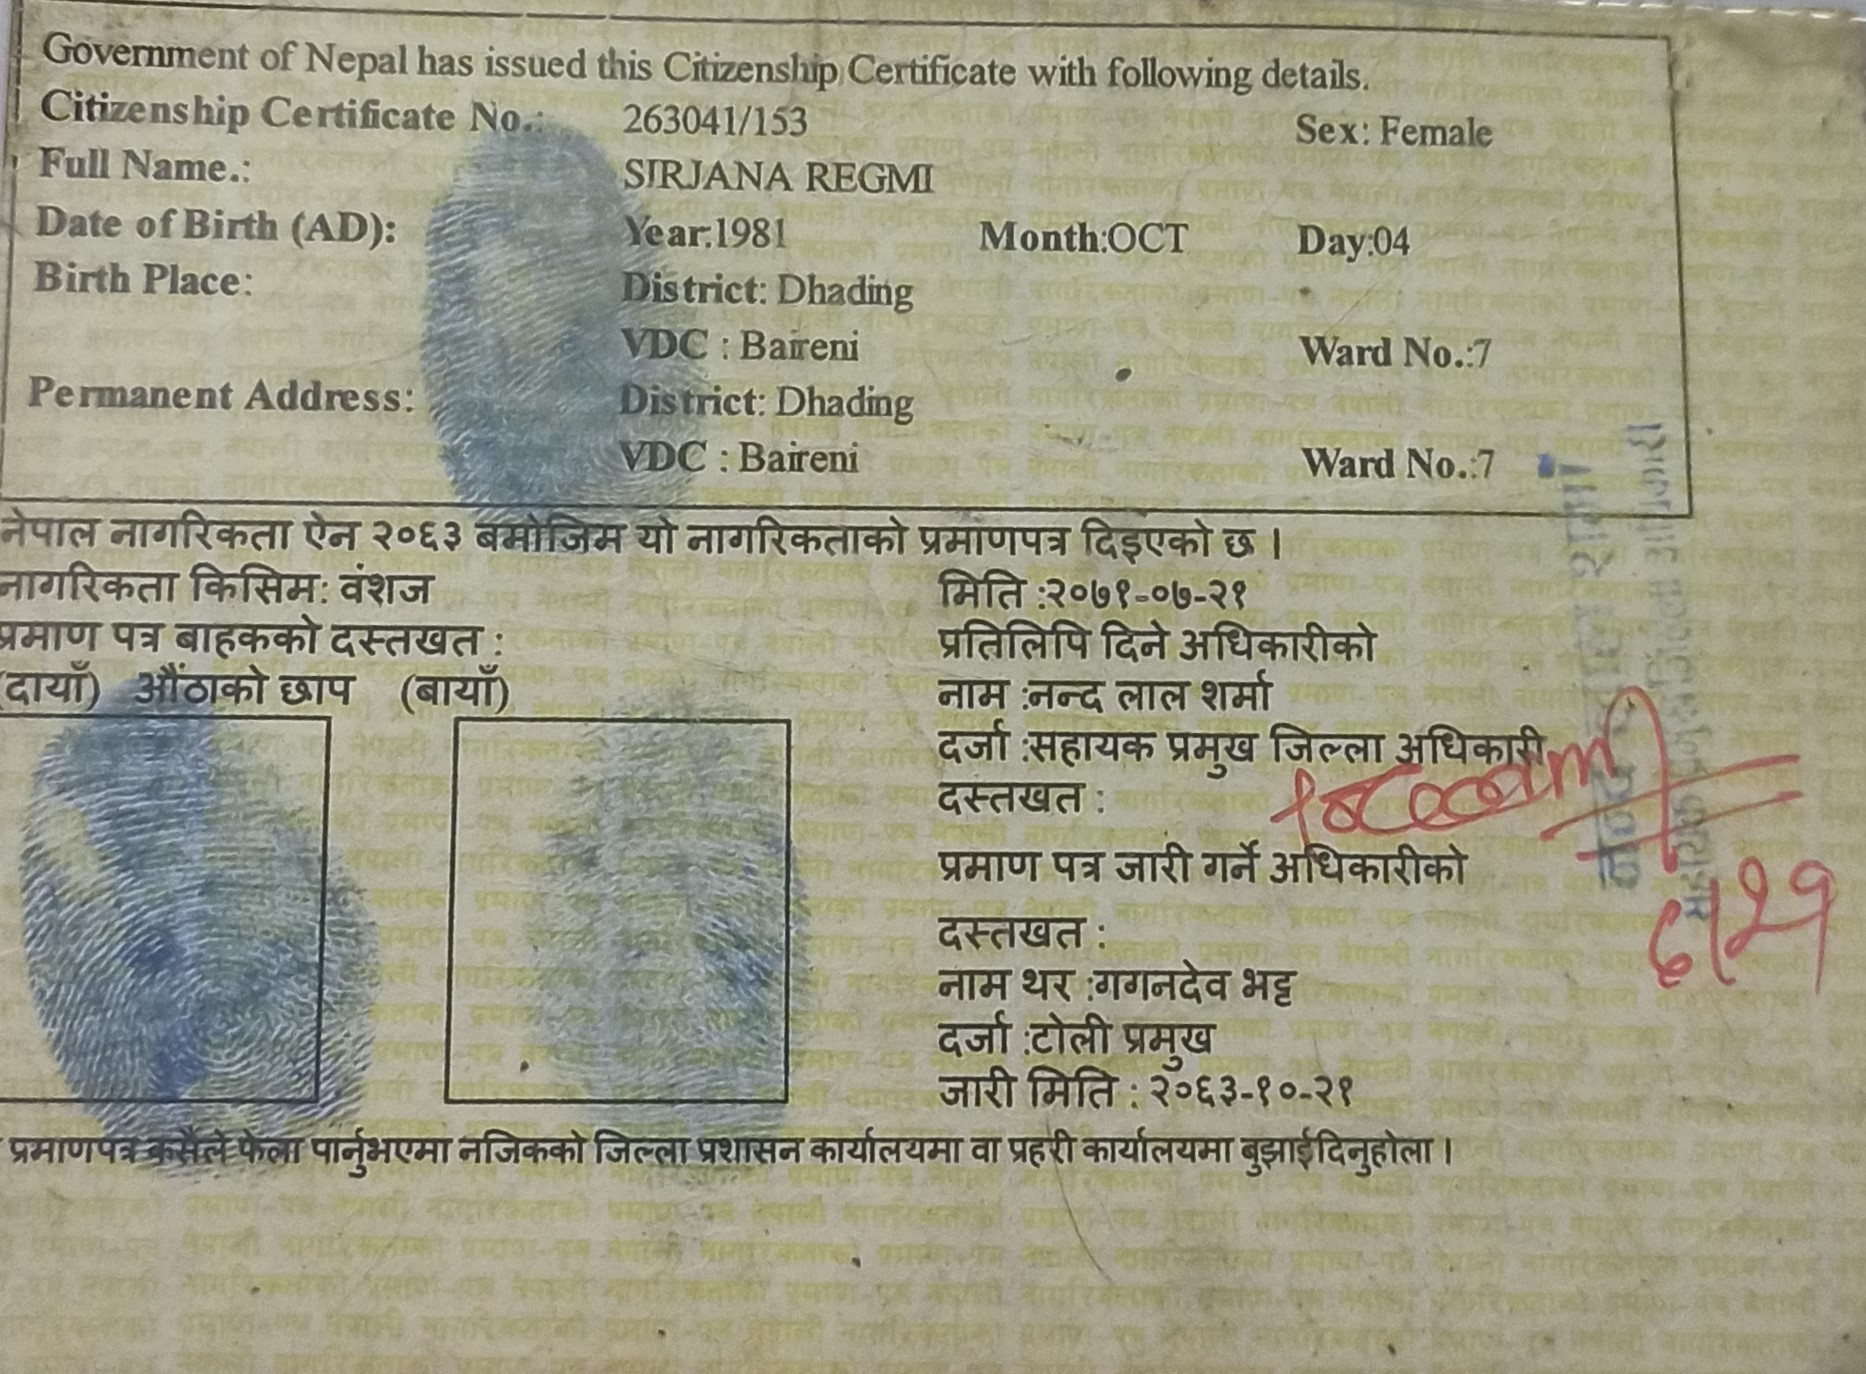 Government of Nepal has issued this Citizenship Certificate with following details.
Citizenship Certificate No.: 263041/153 Sex: Female
Full Name.: SIRJANA REGMI
Date of Birth (AD): Year:1981 Month:OCT Day:04
Birth Place: District: Dhading
VDC : Baireni Ward No.:7
Permanent Address: District: Dhading
VDC : Baireni Ward No.:7
नेपाल नागरिकता ऐन २०६३ बमोजिम यो नागरिकताको प्रमाणपत्र दिइएको छ ।
नागरिकता किसिम: वंशज
प्रमाण पत्र बाहकको दस्तखत :
(दायाँ) औंठाको छाप (बायाँ)
मिति :२०७१-०७-२१
प्रतिलिपि दिने अधिकारीको
नाम :नन्द लाल शर्मा
दर्जा :सहायक प्रमुख जिल्ला अधिकारी
दस्तखत :
प्रमाण पत्र जारी गर्ने अधिकारीको
दस्तखत :
नाम थर :गगनदेव भट्ट
दर्जा :टोली प्रमुख
जारी मिति : २०६३-१०-२१
प्रमाणपत्र कसैले फेला पार्नुभएमा नजिकको जिल्ला प्रशासन कार्यालयमा वा प्रहरी कार्यालयमा बुझाईदिनुहोला ।